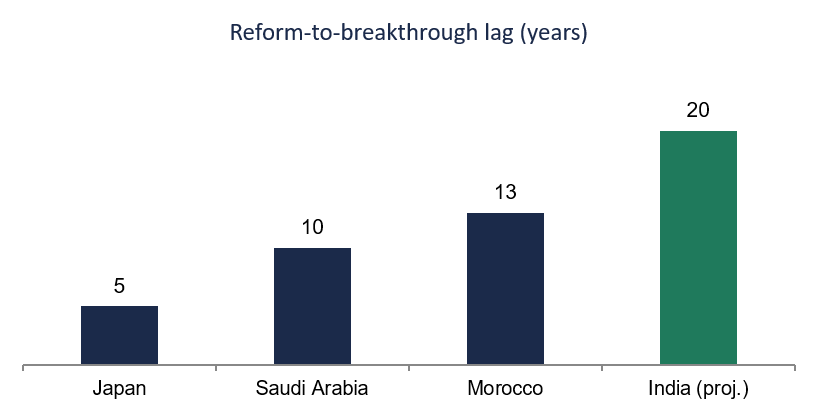 Reform-to-breakthrough lag (years)
20
13
10
5
Japan
Saudi Arabia
Morocco
India (proj.)